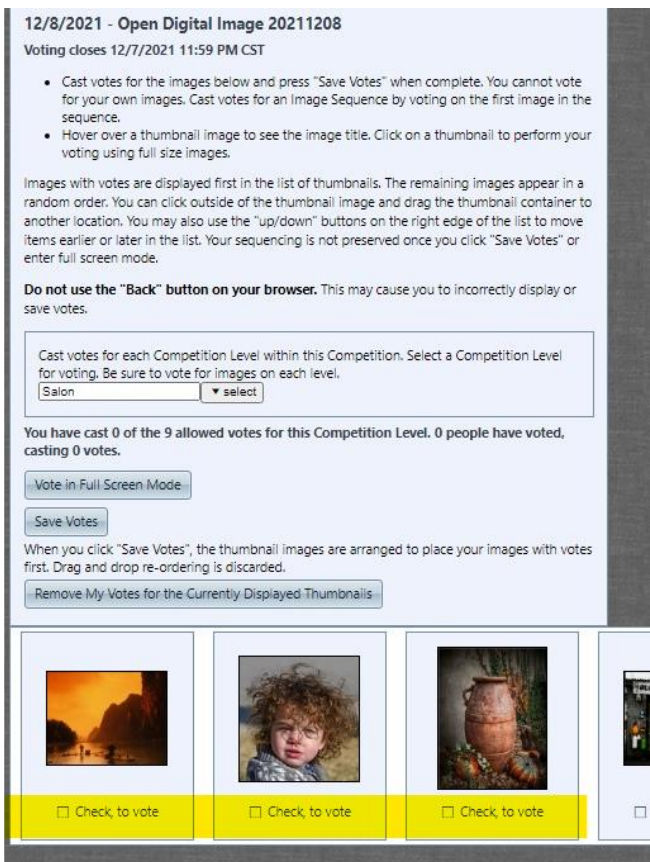 12/8/2021 - Open Digital Image 20211208
Voting closes 12/7/2021 11:59 PM CST
• Cast votes for the images below and press "Save Votes" when complete. You cannot vote
for your own images. Cast votes for an Image Sequence by voting on the first image in the
sequence.
• Hover over a thumbnail image to see the image title. Click on a thumbnail to perform your
voting using full size images.
Images with votes are displayed first in the list of thumbnails. The remaining images appear in a
random order. You can click outside of the thumbnail image and drag the thumbnail container to
another location. You may also use the "up/down" buttons on the right edge of the list to move
items earlier or later in the list. Your sequencing is not preserved once you click "Save Votes" or
enter full screen mode.
Do not use the "Back" button on your browser. This may cause you to incorrectly display or
save votes.
Cast votes for each Competition Level within this Competition. Select a Competition Level
for voting. Be sure to vote for images on each level.
Salon ▼ select
You have cast 0 of the 9 allowed votes for this Competition Level. 0 people have voted,
casting 0 votes.
Vote in Full Screen Mode
Save Votes
When you click "Save Votes", the thumbnail images are arranged to place your images with votes
first. Drag and drop re-ordering is discarded.
Remove My Votes for the Currently Displayed Thumbnails
Check, to vote Check, to vote Check, to vote